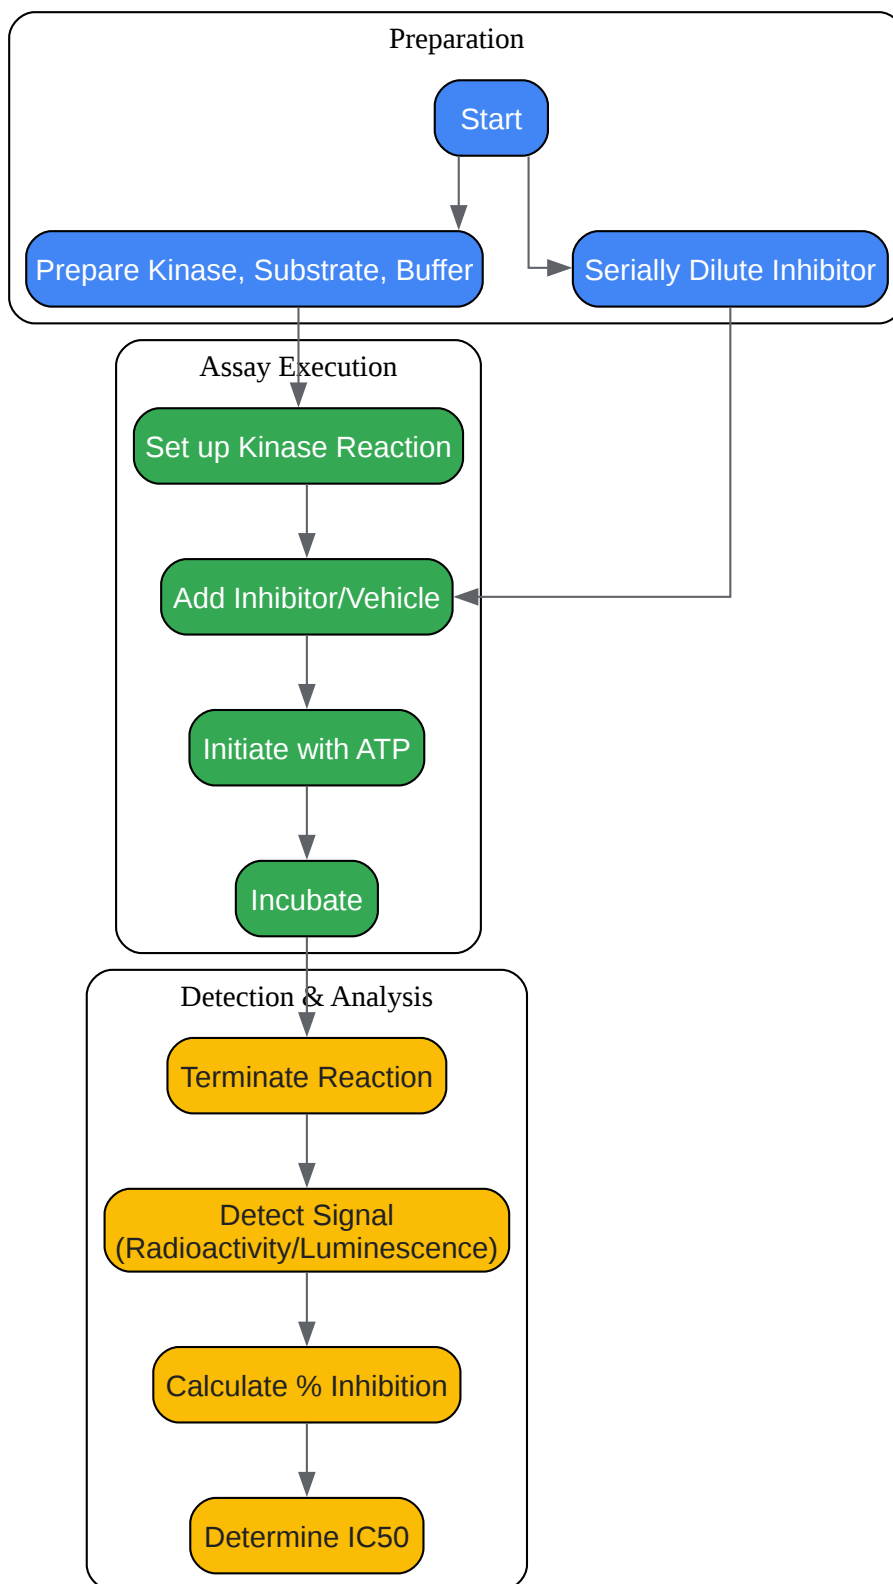 Preparation
Start
Prepare Kinase, Substrate, Buffer
Serially Dilute Inhibitor
Assay Execution
Set up Kinase Reaction
Add Inhibitor/Vehicle
Initiate with ATP
Incubate
Detection & Analysis
Terminate Reaction
Detect Signal
(Radioactivity/Luminescence)
Calculate % Inhibition
Determine IC50